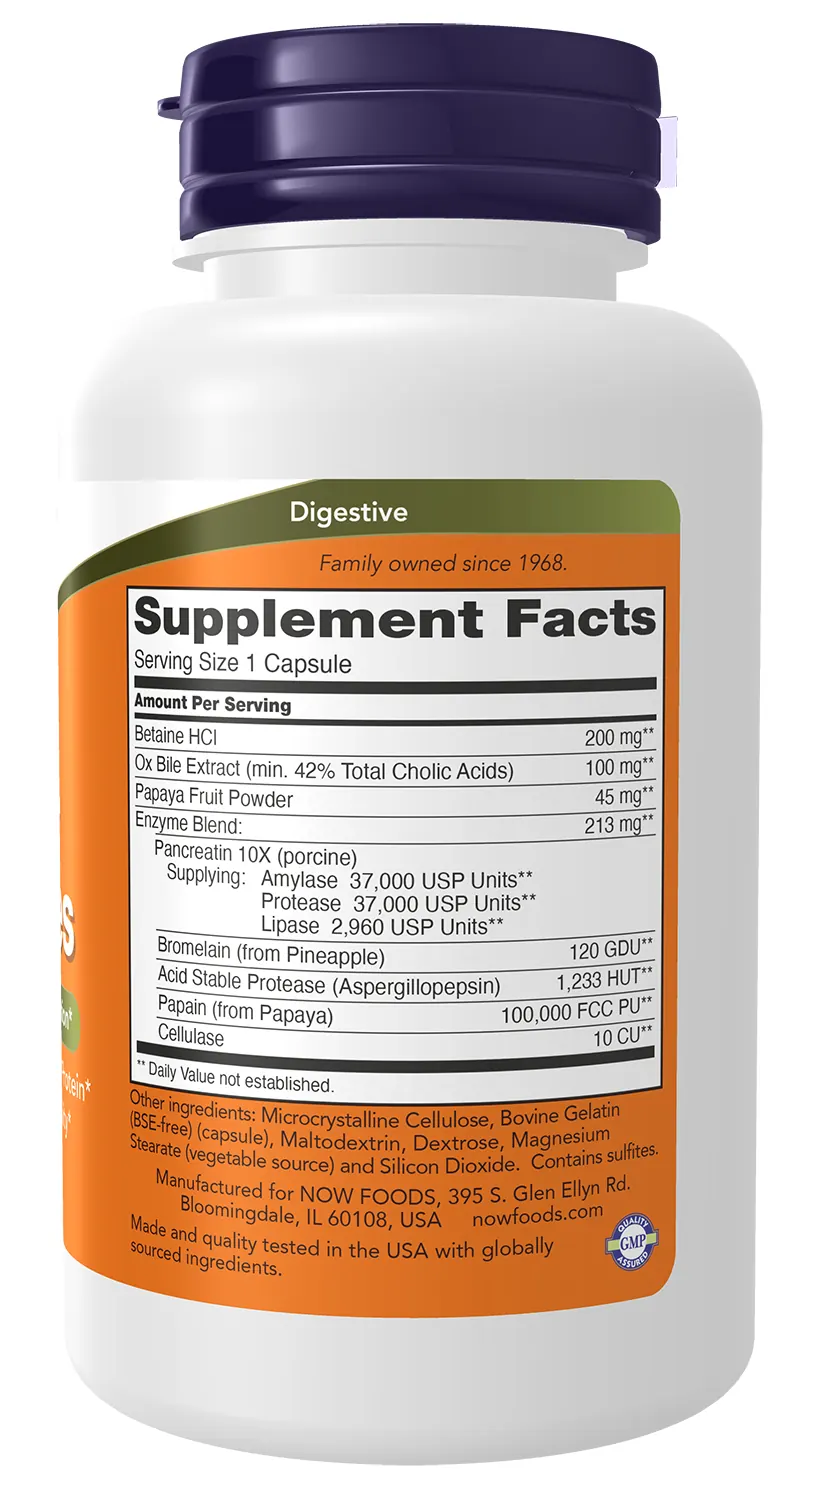 Digestive
Family owned since 1968.
Supplement Facts
Serving Size 1 Capsule
Amount Per Serving
Betaine HCl 200 mg**
Ox Bile Extract (min. 42% Total Cholic Acids) 100 mg**
Papaya Fruit Powder 45 mg**
Enzyme Blend: 213 mg**
Pancreatin 10X (porcine)
Supplying: Amylase 37,000 USP Units**
Protease 37,000 USP Units**
Lipase 2,960 USP Units**
Bromelain (from Pineapple) 120 GDU**
Acid Stable Protease (Aspergillopepsin) 1,233 HUT**
Papain (from Papaya) 100,000 FCC PU**
Cellulase 10 CU**
** Daily Value not established.
Other ingredients: Microcrystalline Cellulose, Bovine Gelatin
(BSE-free) (capsule), Maltodextrin, Dextrose, Magnesium
Stearate (vegetable source) and Silicon Dioxide. Contains sulfites.
Manufactured for NOW FOODS, 395 S. Glen Ellyn Rd.
Bloomingdale, IL 60108, USA nowfoods.com
Made and quality tested in the USA with globally
sourced ingredients.
QUALITY
GMP
ASSURED